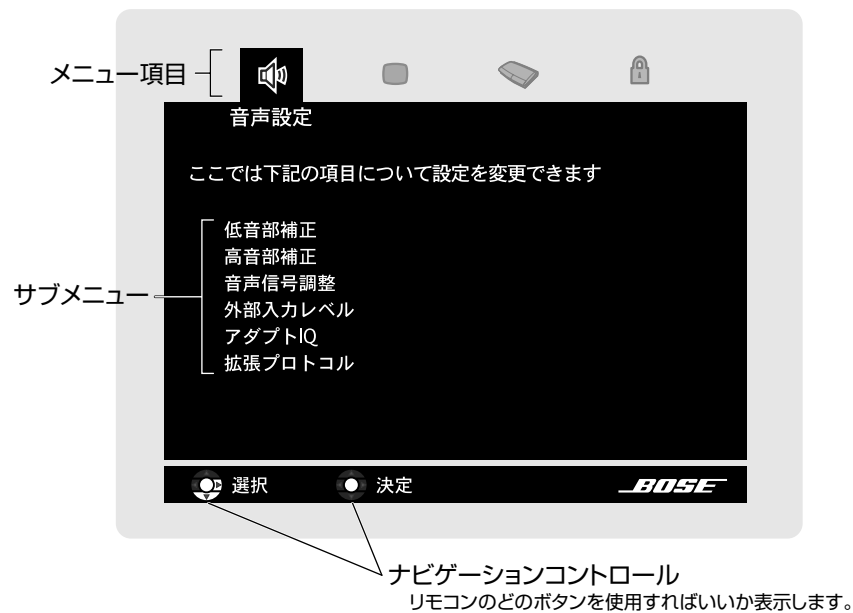 メニュー項目
音声設定
ここでは下記の項目について設定を変更できます
低音部補正
高音部補正
音声信号調整
サブメニュー
外部入力レベル
アダプトIQ
拡張プロトコル
選択 決定 BOSE
ナビゲーションコントロール
リモコンのどのボタンを使用すればいいか表示します。